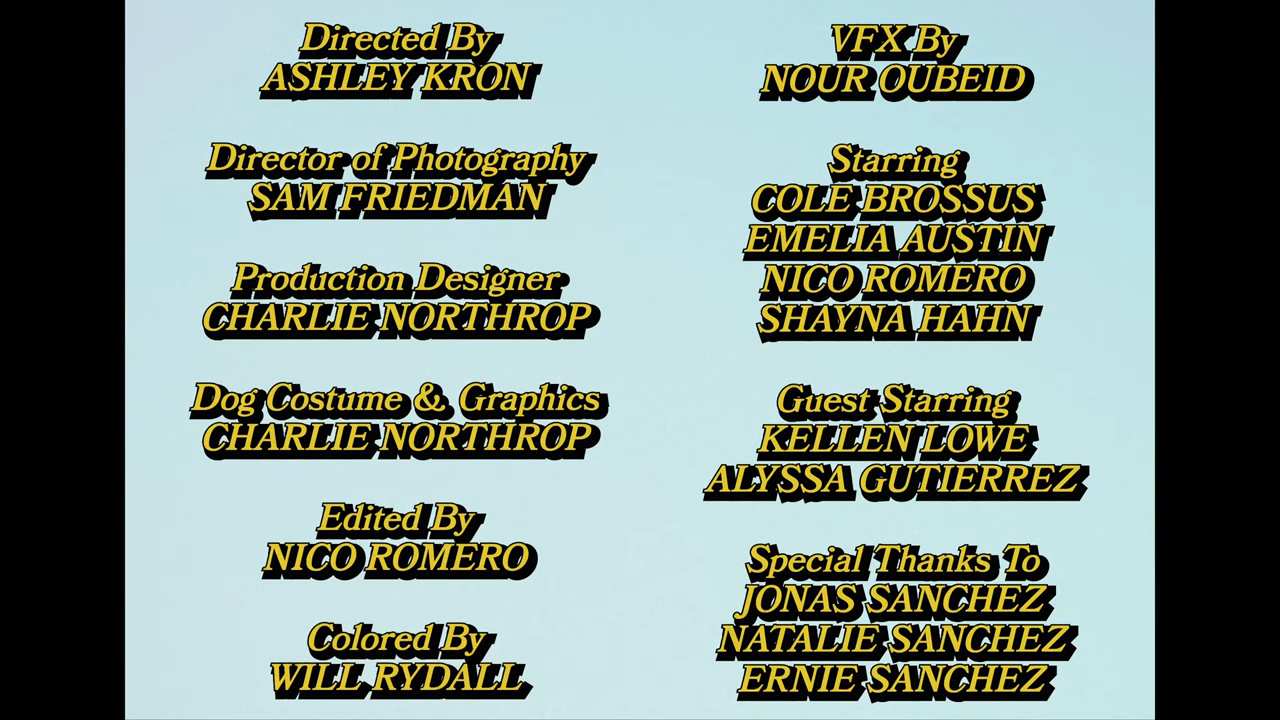 Directed By
ASHLEY KRON
Director of Photography
SAM FRIEDMAN
Production Designer
CHARLIE NORTHROP
Dog Costume & Graphics
CHARLIE NORTHROP
Edited By
NICO ROMERO
Colored By
WILL RYDALL
VFX By
NOUR OUBEID
Starring
COLE BROSSUS
EMELIA AUSTIN
NICO ROMERO
SHAYNA HAHN
Guest Starring
KELLEN LOWE
ALYSSA GUTIERREZ
Special Thanks To
JONAS SANCHEZ
NATALIE SANCHEZ
ERNIE SANCHEZ